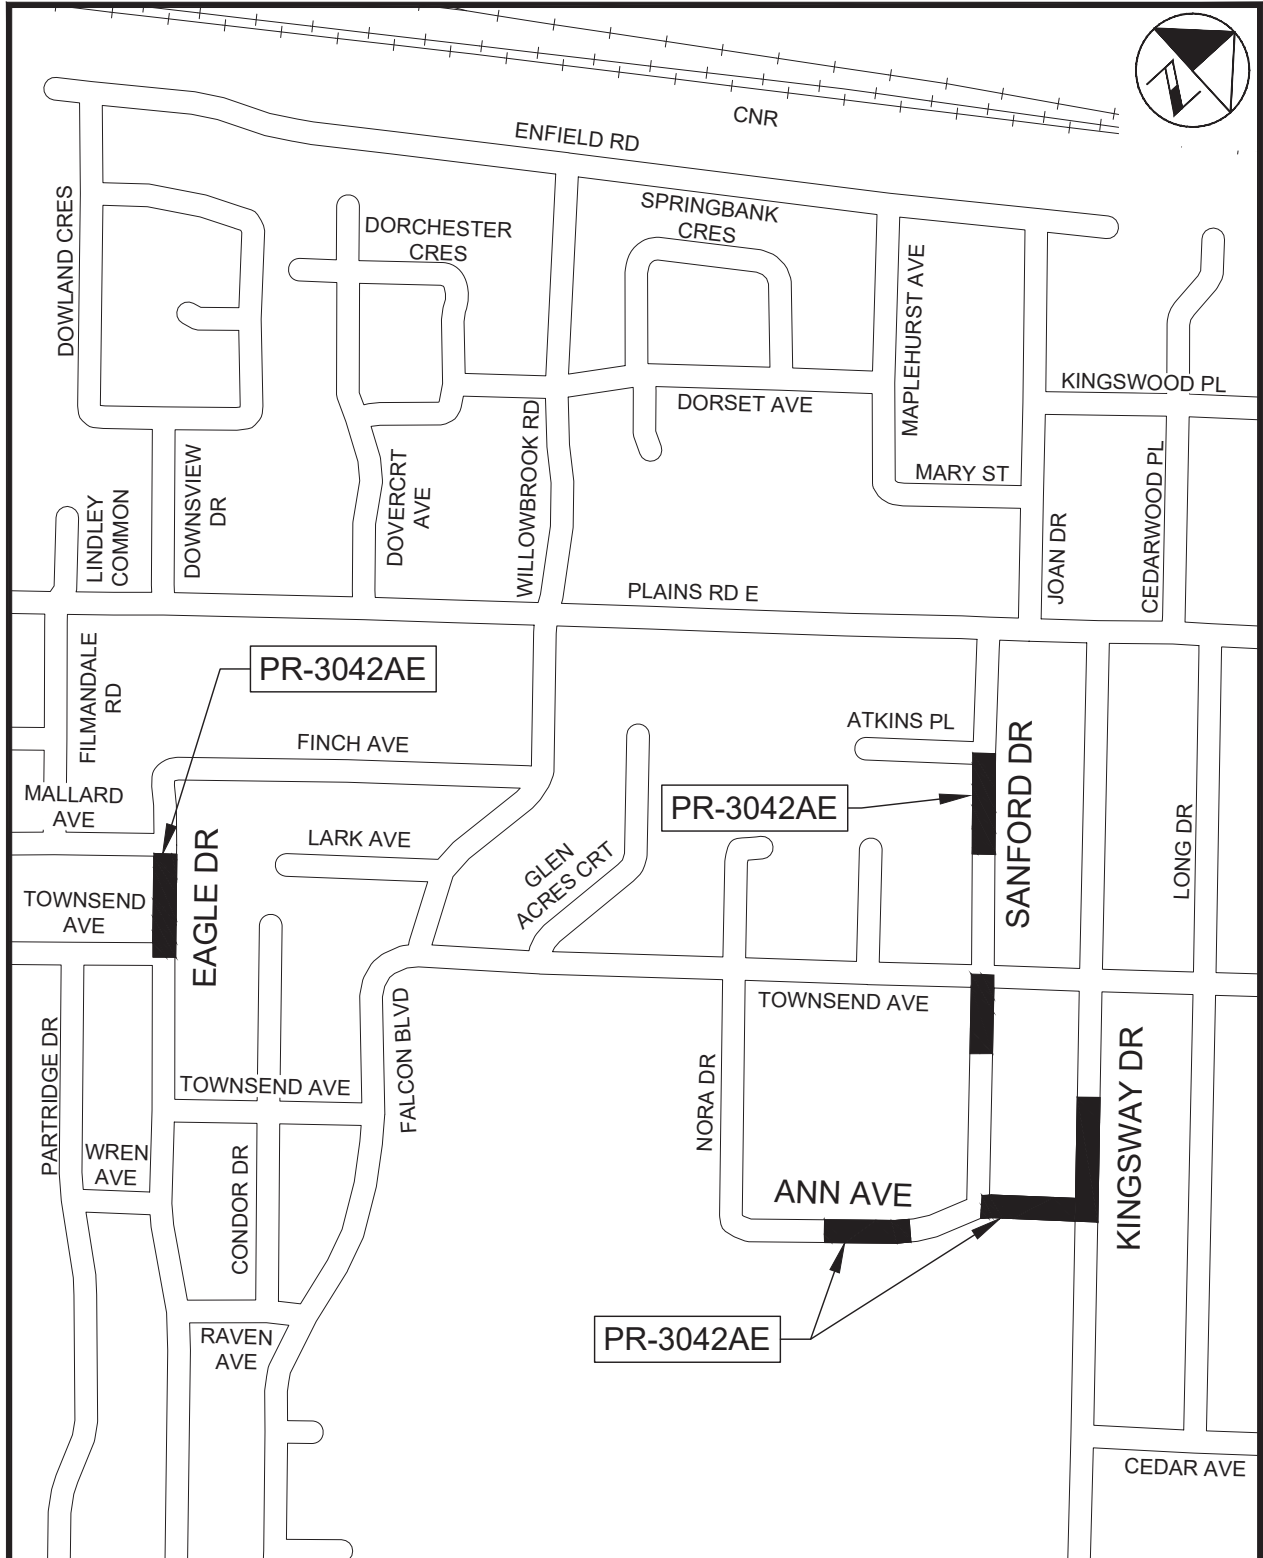 CNR
ENFIELD RD
SPRINGBANK
CRES
DORCHESTER
CRES
DOWLAND CRES
MAPLEHURST AVE
KINGSWOOD PL
DORSET AVE
WILLOWBROOK RD
MARY ST
DOWNSVIEW
DR
DOVERCRT
AVE
LINDLEY
COMMON
JOAN DR
CEDARWOOD PL
PLAINS RD E
FILMANDALE
RD
PR-3042AE
FINCH AVE
ATKINS PL
SANFORD DR
MALLARD
AVE
PR-3042AE
LARK AVE
EAGLE DR
GLEN
ACRES CRT
LONG DR
TOWNSEND
AVE
TOWNSEND AVE
FALCON BLVD
PARTRIDGE DR
TOWNSEND AVE
NORA DR
KINGSWAY DR
WREN
AVE
CONDOR DR
ANN AVE
PR-3042AE
RAVEN
AVE
CEDAR AVE